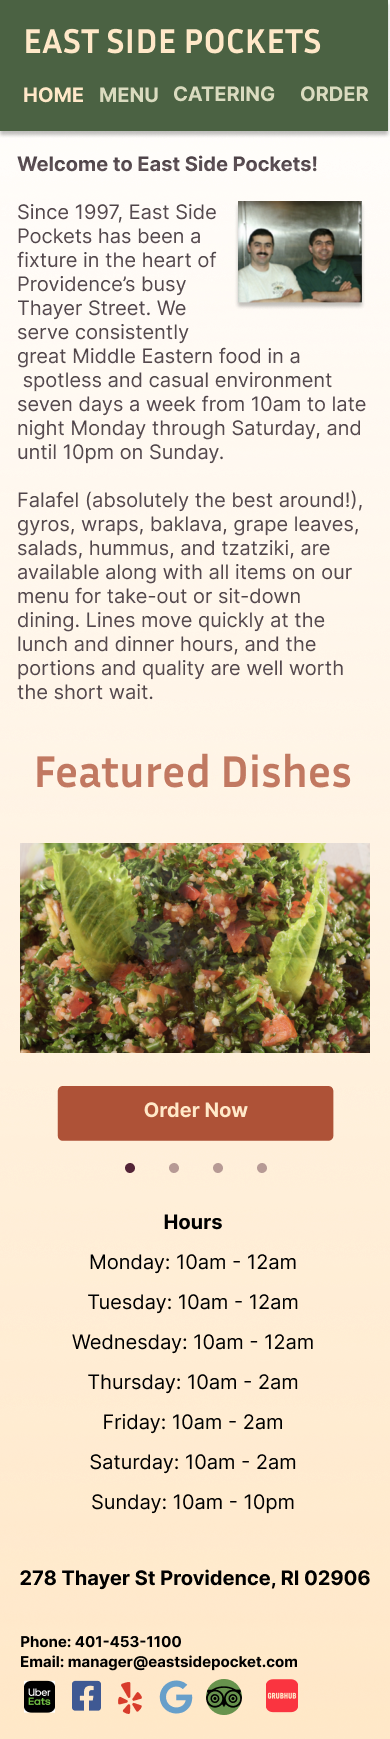 EAST SIDE POCKETS
HOME MENU CATERING ORDER
Welcome to East Side Pockets!
Since 1997, East Side
Pockets has been a
fixture in the heart of
Providence’s busy
Thayer Street. We
serve consistently
great Middle Eastern food in a
spotless and casual environment
seven days a week from 10am to late
night Monday through Saturday, and
until 10pm on Sunday.
Falafel (absolutely the best around!),
gyros, wraps, baklava, grape leaves,
salads, hummus, and tzatziki, are
available along with all items on our
menu for take-out or sit-down
dining. Lines move quickly at the
lunch and dinner hours, and the
portions and quality are well worth
the short wait.
Featured Dishes
Order Now
Hours
Monday: 10am - 12am
Tuesday: 10am - 12am
Wednesday: 10am - 12am
Thursday: 10am - 2am
Friday: 10am - 2am
Saturday: 10am - 2am
Sunday: 10am - 10pm
278 Thayer St Providence, RI 02906
Phone: 401-453-1100
Email: manager@eastsidepocket.com
Uber
Eats
GRUBHUB